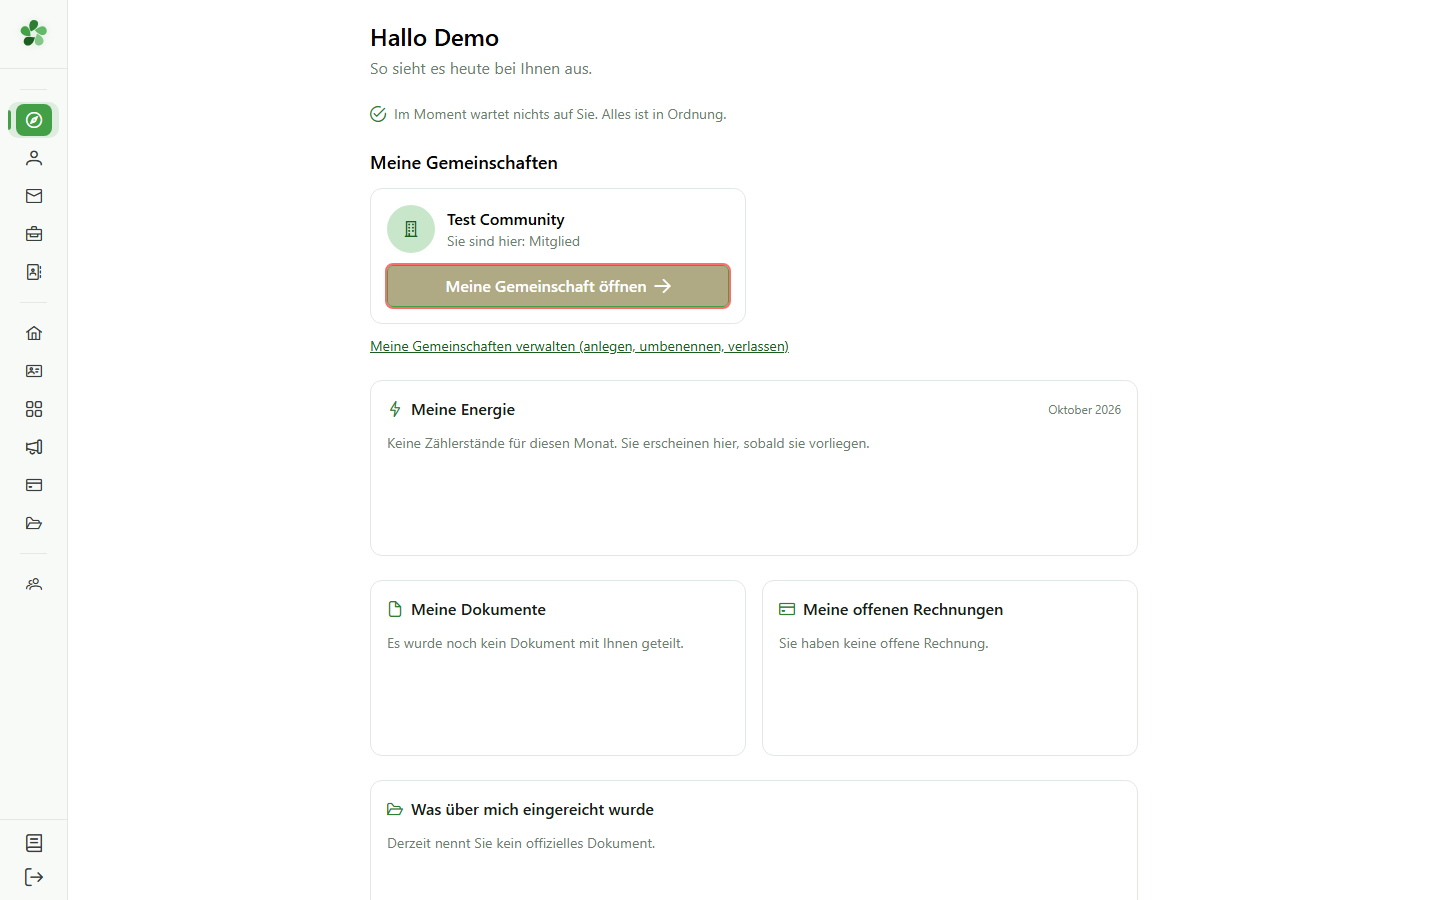 Hallo Demo
So sieht es heute bei Ihnen aus.
Im Moment wartet nichts auf Sie. Alles ist in Ordnung.
Meine Gemeinschaften
Test Community
Sie sind hier: Mitglied
Meine Gemeinschaft öffnen
Meine Gemeinschaften verwalten (anlegen, umbenennen, verlassen)
Meine Energie
Oktober 2026
Keine Zählerstände für diesen Monat. Sie erscheinen hier, sobald sie vorliegen.
Meine Dokumente
Es wurde noch kein Dokument mit Ihnen geteilt.
Meine offenen Rechnungen
Sie haben keine offene Rechnung.
Was über mich eingereicht wurde
Derzeit nennt Sie kein offizielles Dokument.